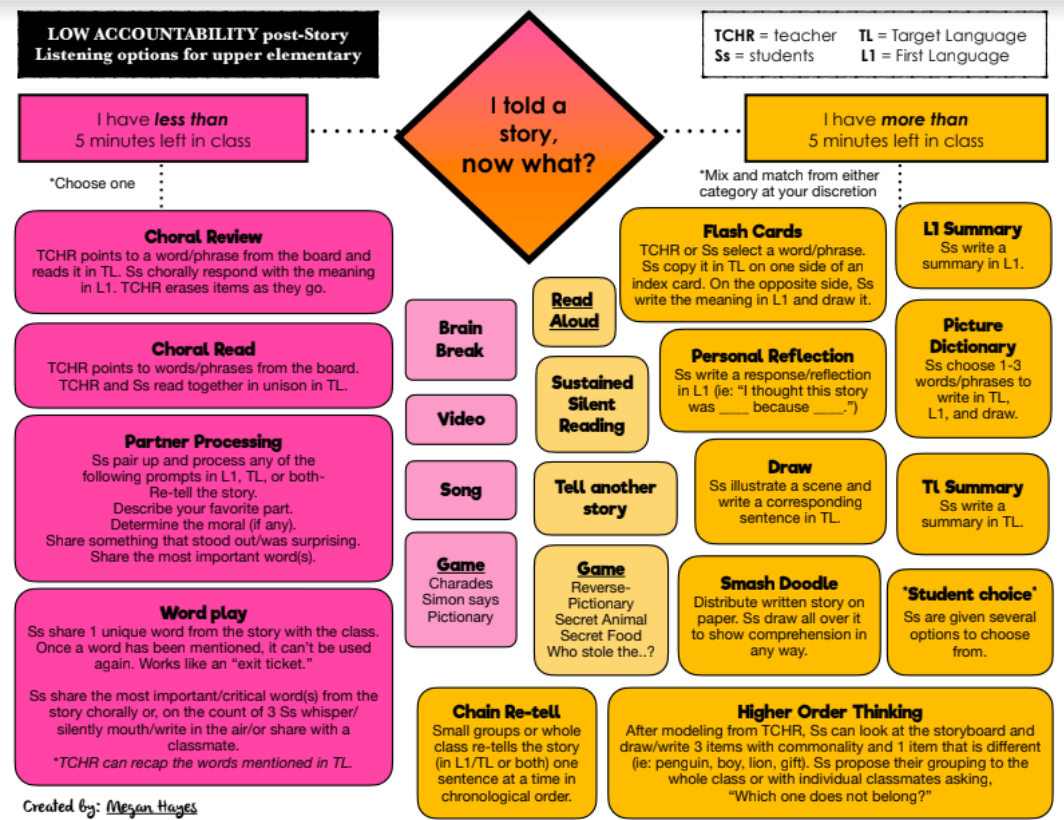 LOW ACCOUNTABILITY post-Story
Listening options for upper elementary
TCHR = teacher TL = Target Language
Ss = students L1 = First Language
I told a
story,
now what?
I have less than
5 minutes left in class
*Choose one
I have more than
5 minutes left in class
*Mix and match from either
category at your discretion
Choral Review
TCHR points to a word/phrase from the board and
reads it in TL. Ss chorally respond with the meaning
in L1. TCHR erases items as they go.
Choral Read
TCHR points to words/phrases from the board.
TCHR and Ss read together in unison in TL.
Partner Processing
Ss pair up and process any of the
following prompts in L1, TL, or both-
Re-tell the story.
Describe your favorite part.
Determine the moral (if any).
Share something that stood out/was surprising.
Share the most important word(s).
Word play
Ss share 1 unique word from the story with the class.
Once a word has been mentioned, it can't be used
again. Works like an “exit ticket.”
Ss share the most important/critical word(s) from the
story chorally or, on the count of 3 Ss whisper/
silently mouth/write in the air/or share with a
classmate.
*TCHR can recap the words mentioned in TL.
Brain
Break
Video
Song
Game
Charades
Simon says
Pictionary
Read
Aloud
Sustained
Silent
Reading
Tell another
story
Game
Reverse-
Pictionary
Secret Animal
Secret Food
Who stole the..?
Flash Cards
TCHR or Ss select a word/phrase.
Ss copy it in TL on one side of an
index card. On the opposite side, Ss
write the meaning in L1 and draw it.
Personal Reflection
Ss write a response/reflection
in L1 (ie: “I thought this story
was ____ because ____.”)
Draw
Ss illustrate a scene and
write a corresponding
sentence in TL.
Smash Doodle
Distribute written story on
paper. Ss draw all over it
to show comprehension in
any way.
L1 Summary
Ss write a
summary in L1.
Picture
Dictionary
Ss choose 1-3
words/phrases to
write in TL,
L1, and draw.
Tl Summary
Ss write a
summary in TL.
*Student choice*
Ss are given several
options to choose
from.
Chain Re-tell
Small groups or whole
class re-tells the story
(in L1/TL or both) one
sentence at a time in
chronological order.
Higher Order Thinking
After modeling from TCHR, Ss can look at the storyboard and
draw/write 3 items with commonality and 1 item that is different
(ie: penguin, boy, lion, gift). Ss propose their grouping to the
whole class or with individual classmates asking,
“Which one does not belong?”
Created by: Megan Hayes